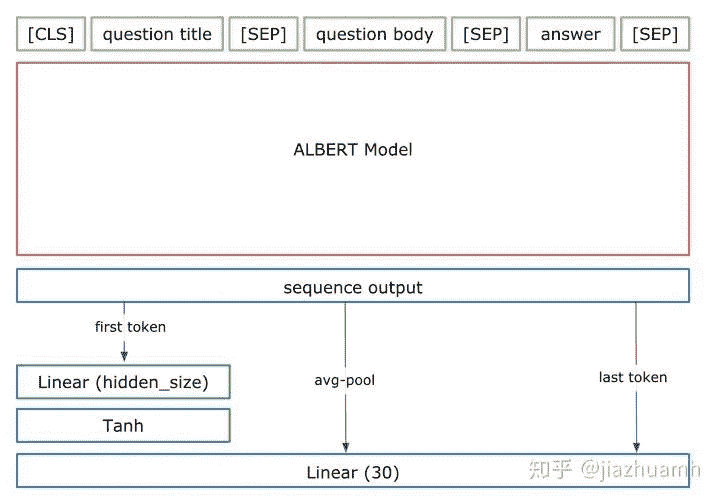 [CLS] question title [SEP] question body [SEP] answer [SEP]
ALBERT Model
sequence output
first token
Linear (hidden_size)
avg-pool
last token
Tanh
Linear (30)
知乎 @jiazhuamh